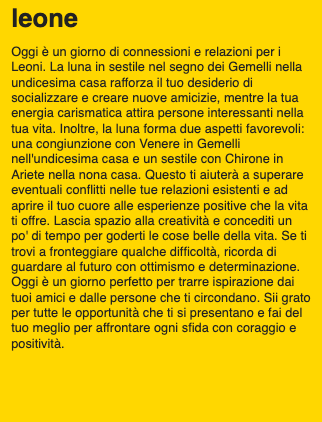 leone
Oggi è un giorno di connessioni e relazioni per i
Leoni. La luna in sestile nel segno dei Gemelli nella
undicesima casa rafforza il tuo desiderio di
socializzare e creare nuove amicizie, mentre la tua
energia carismatica attira persone interessanti nella
tua vita. Inoltre, la luna forma due aspetti favorevoli:
una congiunzione con Venere in Gemelli
nell'undicesima casa e un sestile con Chirone in
Ariete nella nona casa. Questo ti aiuterà a superare
eventuali conflitti nelle tue relazioni esistenti e ad
aprire il tuo cuore alle esperienze positive che la vita
ti offre. Lascia spazio alla creatività e concediti un
po' di tempo per goderti le cose belle della vita. Se ti
trovi a fronteggiare qualche difficoltà, ricorda di
guardare al futuro con ottimismo e determinazione.
Oggi è un giorno perfetto per trarre ispirazione dai
tuoi amici e dalle persone che ti circondano. Sii grato
per tutte le opportunità che ti si presentano e fai del
tuo meglio per affrontare ogni sfida con coraggio e
positività.